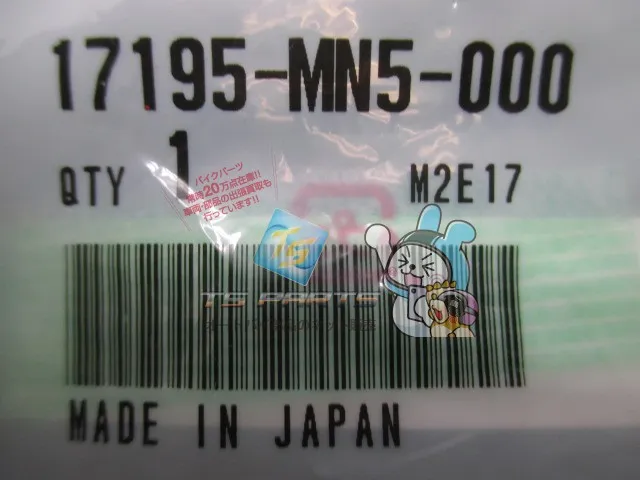 17195-MN5-000
QTY 1 M2E17
バイクパーツ
常時20万点在庫!!
車両・部品の出張買取も
行っています!!
TS
TS PARTS
MADE IN JAPAN